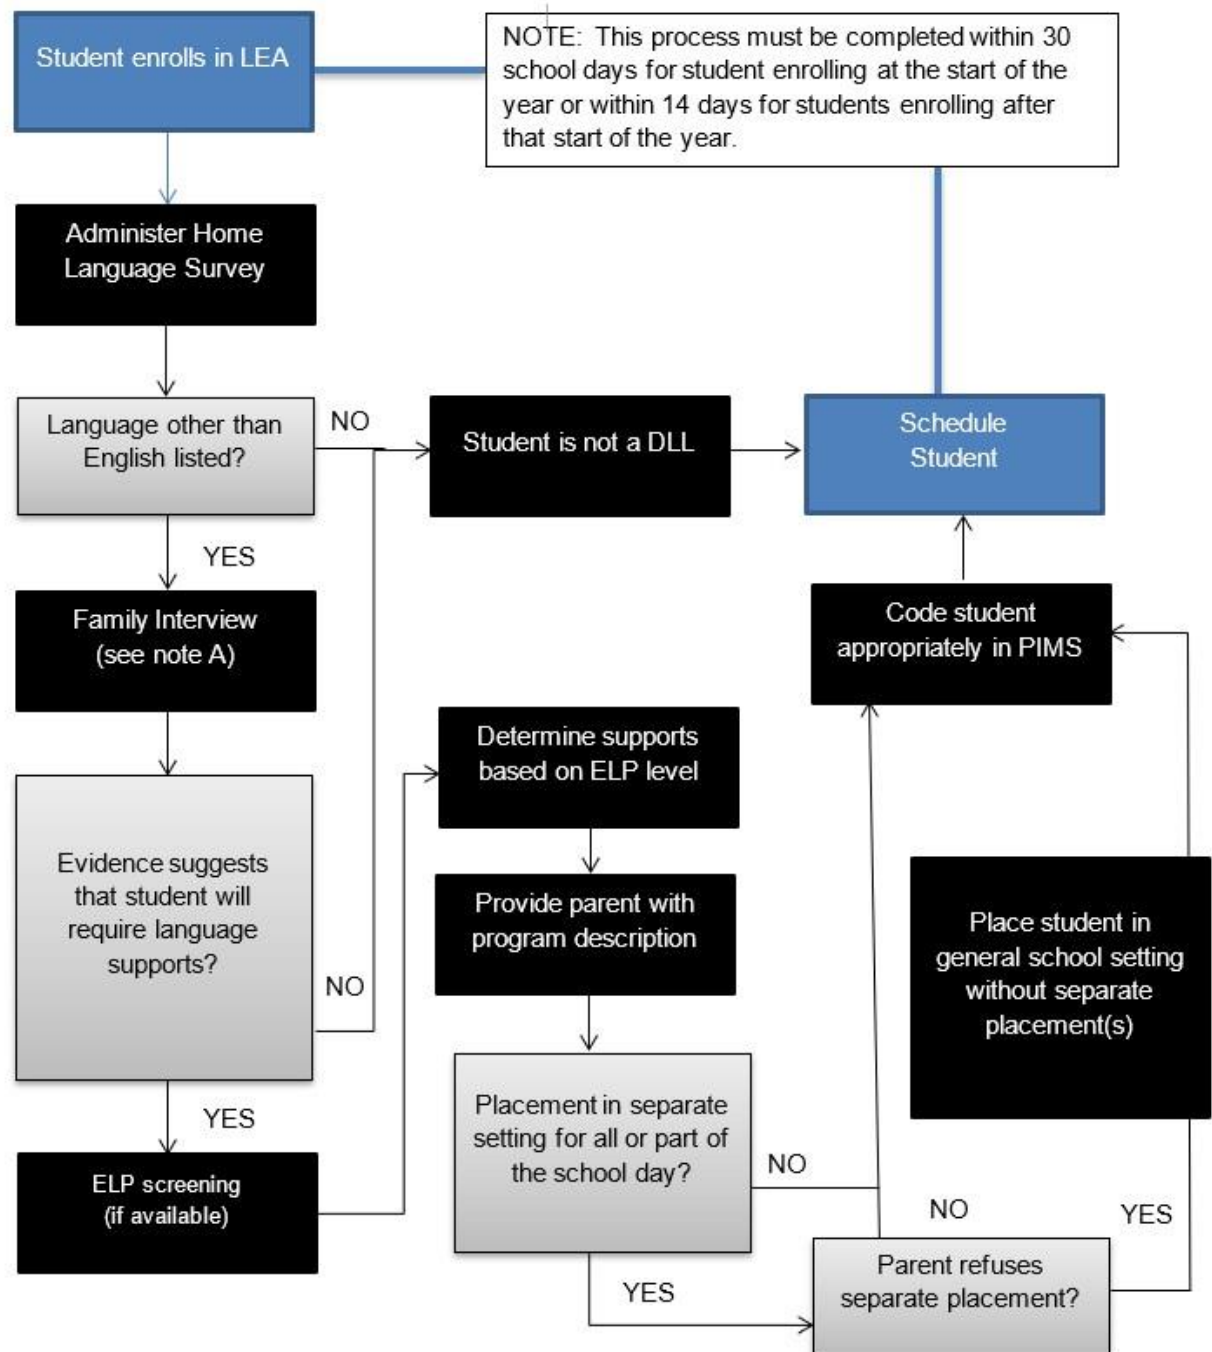 Student enrolls in LEA
NOTE:  This process must be completed within 30
school days for student enrolling at the start of the
year or within 14 days for students enrolling after
that start of the year.
Administer Home
Language Survey
Language other than
English listed?
NO
Student is not a DLL
Schedule
Student
YES
Family Interview
(see note A)
Code student
appropriately in PIMS
Evidence suggests
that student will
require language
supports?
NO
YES
ELP screening
(if available)
Determine supports
based on ELP level
Provide parent with
program description
Placement in separate
setting for all or part of
the school day?
NO
YES
Parent refuses
separate placement?
NO
YES
Place student in
general school setting
without separate
placement(s)